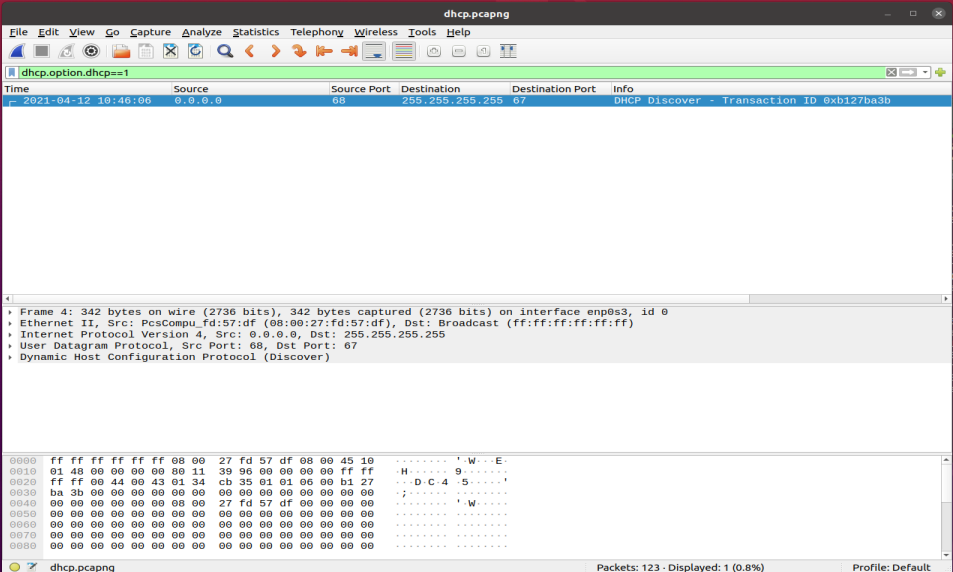 dhcp.pcapng
File Edit View Go Capture Analyze Statistics Telephony Wireless Tools Help
dhcp.option.dhcp==1
Time Source Source Port Destination Destination Port Info
2021-04-12 10:46:06 0.0.0.0 68 255.255.255.255 67 DHCP Discover - Transaction ID 0xb127ba3b
Frame 4: 342 bytes on wire (2736 bits), 342 bytes captured (2736 bits) on interface enp0s3, id 0
Ethernet II, Src: PcsCompu_fd:57:df (08:00:27:fd:57:df), Dst: Broadcast (ff:ff:ff:ff:ff:ff)
Internet Protocol Version 4, Src: 0.0.0.0, Dst: 255.255.255.255
User Datagram Protocol, Src Port: 68, Dst Port: 67
Dynamic Host Configuration Protocol (Discover)
0000 ff ff ff ff ff ff 08 00 27 fd 57 df 08 00 45 10 ········ '·W···E·
0010 01 48 00 00 00 00 80 11 39 96 00 00 00 00 ff ff ·H······ 9·······
0020 ff ff 00 44 00 43 01 34 cb 35 01 01 06 00 b1 27 ···D·C·4 ·5·····'
0030 ba 3b 00 00 00 00 00 00 00 00 00 00 00 00 00 00 ·;······ ········
0040 00 00 00 00 00 00 08 00 27 fd 57 df 00 00 00 00 ········ '·W·····
0050 00 00 00 00 00 00 00 00 00 00 00 00 00 00 00 00 ········ ········
0060 00 00 00 00 00 00 00 00 00 00 00 00 00 00 00 00 ········ ········
0070 00 00 00 00 00 00 00 00 00 00 00 00 00 00 00 00 ········ ········
0080 00 00 00 00 00 00 00 00 00 00 00 00 00 00 00 00 ········ ········
dhcp.pcapng Packets: 123 · Displayed: 1 (0.8%) Profile: Default